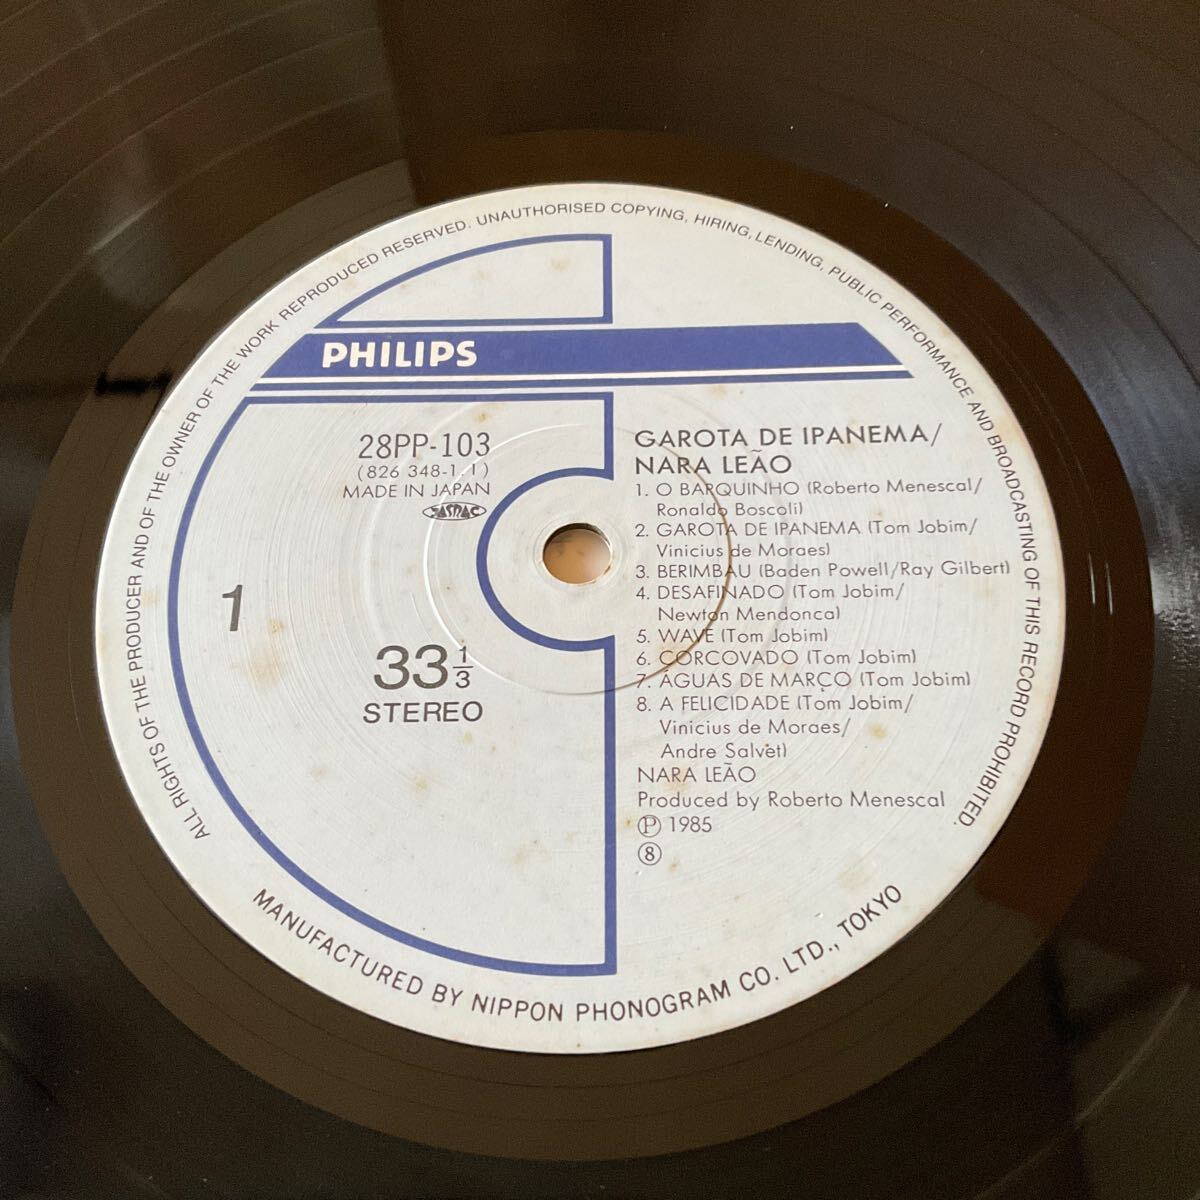 ALL RIGHTS OF THE PRODUCER AND OF THE OWNER OF THE WORK REPRODUCED RESERVED. UNAUTHORISED COPYING, HIRING, LENDING, PUBLIC PERFORMANCE AND BROADCASTING OF THIS RECORD PROHIBITED.
PHILIPS
28PP-103
(826 348-1.1)
MADE IN JAPAN
JASRAC
1
33 1/3
STEREO
GAROTA DE IPANEMA/
NARA LEÃO
1. O BARQUINHO (Roberto Menescal/
Ronaldo Boscoli)
2. GAROTA DE IPANEMA (Tom Jobim/
Vinicius de Moraes)
3. BERIMBAU (Baden Powell/Ray Gilbert)
4. DESAFINADO (Tom Jobim/
Newton Mendonca)
5. WAVE (Tom Jobim)
6. CORCOVADO (Tom Jobim)
7. ÁGUAS DE MARÇO (Tom Jobim)
8. A FELICIDADE (Tom Jobim/
Vinicius de Moraes/
Andre Salvet)
NARA LEÃO
Produced by Roberto Menescal
Ⓟ 1985
⑧
MANUFACTURED BY NIPPON PHONOGRAM CO. LTD., TOKYO